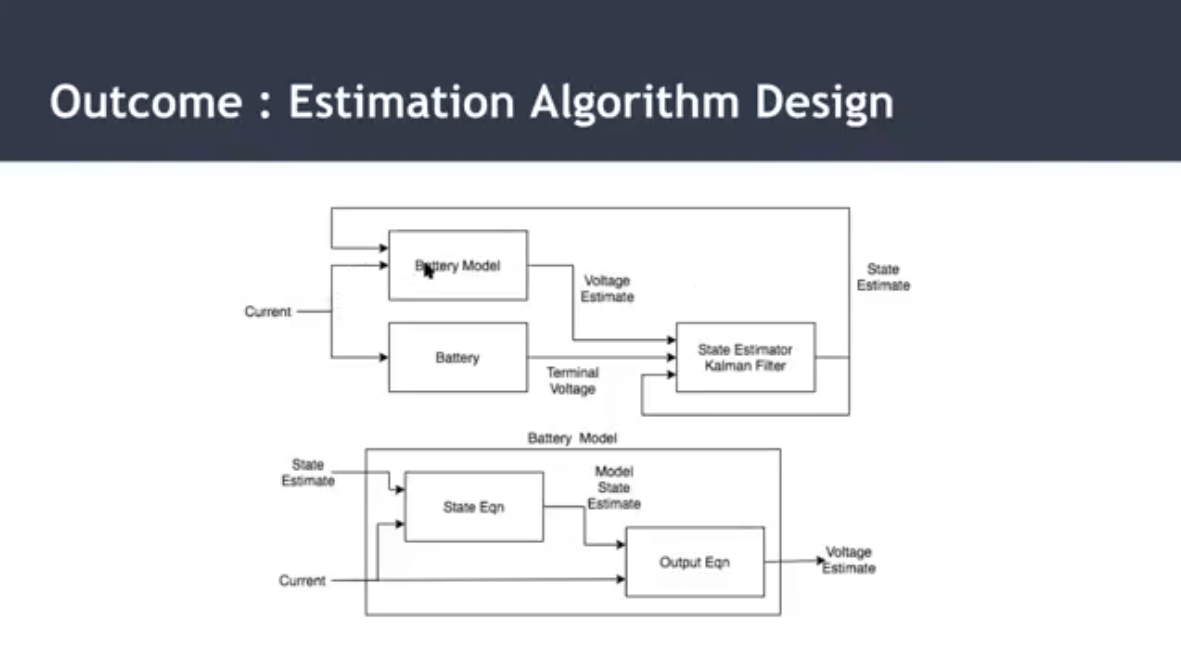 Outcome : Estimation Algorithm Design
Battery Model
Voltage
Estimate
State
Estimate
Current
Battery
State Estimator
Kalman Filter
Terminal
Voltage
Battery Model
State
Estimate
Model
State
Estimate
State Eqn
Output Eqn
Voltage
Estimate
Current